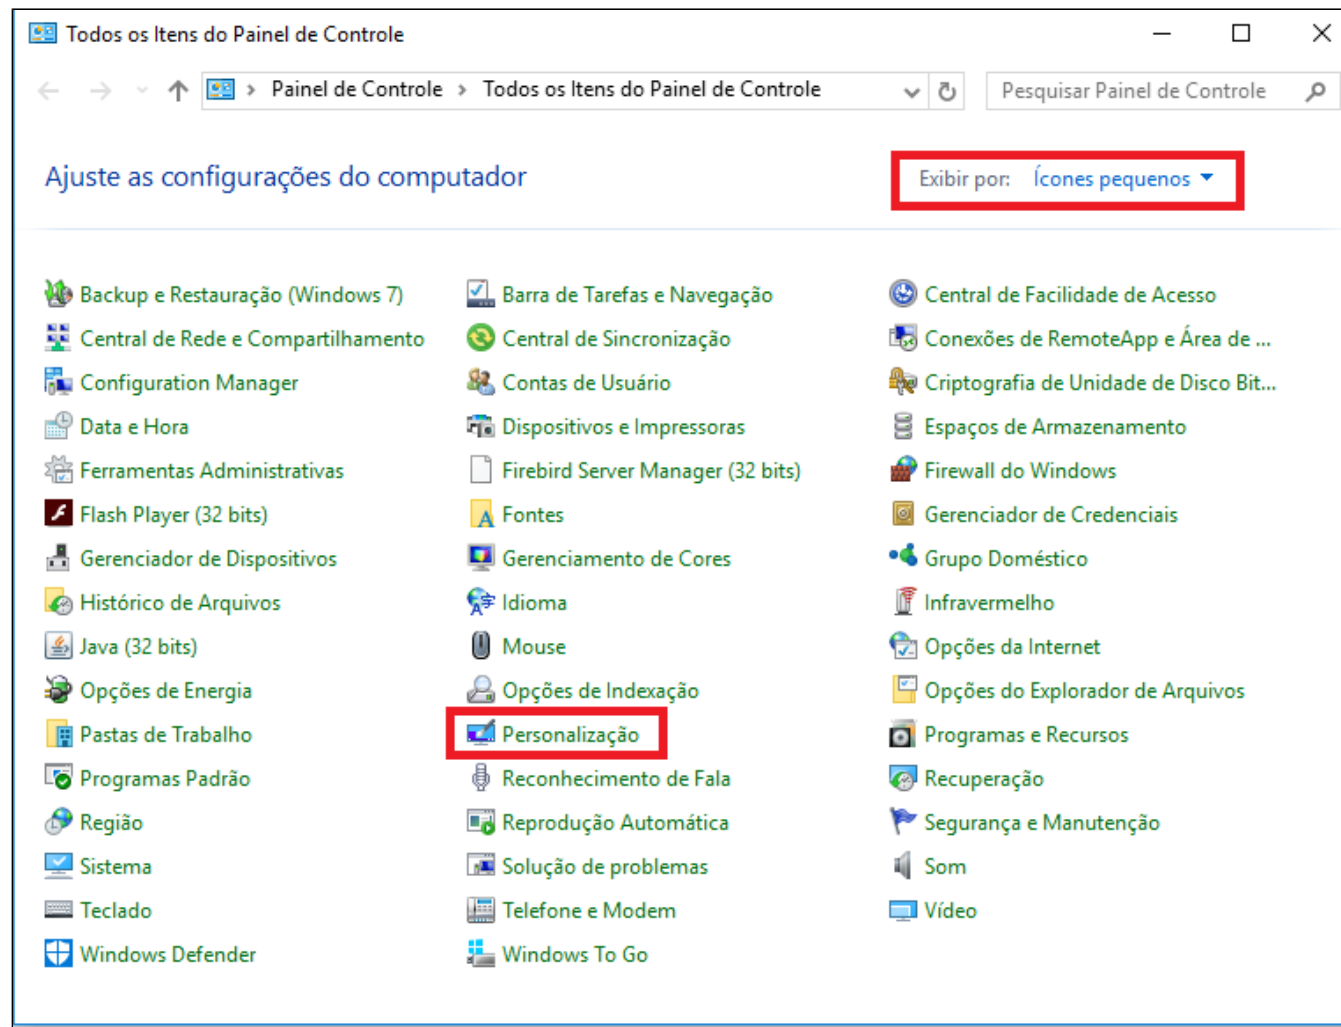 Todos os Itens do Painel de Controle
Painel de Controle > Todos os Itens do Painel de Controle
Pesquisar Painel de Controle
Ajuste as configurações do computador
Exibir por: Ícones pequenos
Backup e Restauração (Windows 7)
Barra de Tarefas e Navegação
Central de Facilidade de Acesso
Central de Rede e Compartilhamento
Central de Sincronização
Conexões de RemoteApp e Área de ...
Configuration Manager
Contas de Usuário
Criptografia de Unidade de Disco Bit...
Data e Hora
Dispositivos e Impressoras
Espaços de Armazenamento
Ferramentas Administrativas
Firebird Server Manager (32 bits)
Firewall do Windows
Flash Player (32 bits)
Fontes
Gerenciador de Credenciais
Gerenciador de Dispositivos
Gerenciamento de Cores
Grupo Doméstico
Histórico de Arquivos
Idioma
Infravermelho
Java (32 bits)
Mouse
Opções da Internet
Opções de Energia
Opções de Indexação
Opções do Explorador de Arquivos
Pastas de Trabalho
Personalização
Programas e Recursos
Programas Padrão
Reconhecimento de Fala
Recuperação
Região
Reprodução Automática
Segurança e Manutenção
Sistema
Solução de problemas
Som
Teclado
Telefone e Modem
Vídeo
Windows Defender
Windows To Go